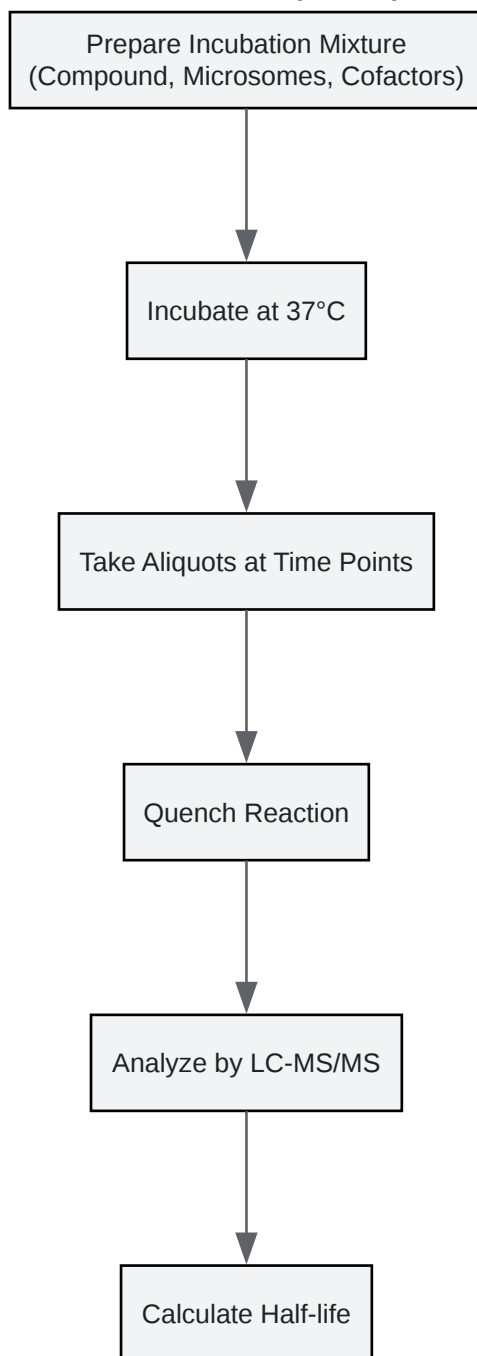 Prepare Incubation Mixture
(Compound, Microsomes, Cofactors)
Incubate at 37°C
Take Aliquots at Time Points
Quench Reaction
Analyze by LC-MS/MS
Calculate Half-life